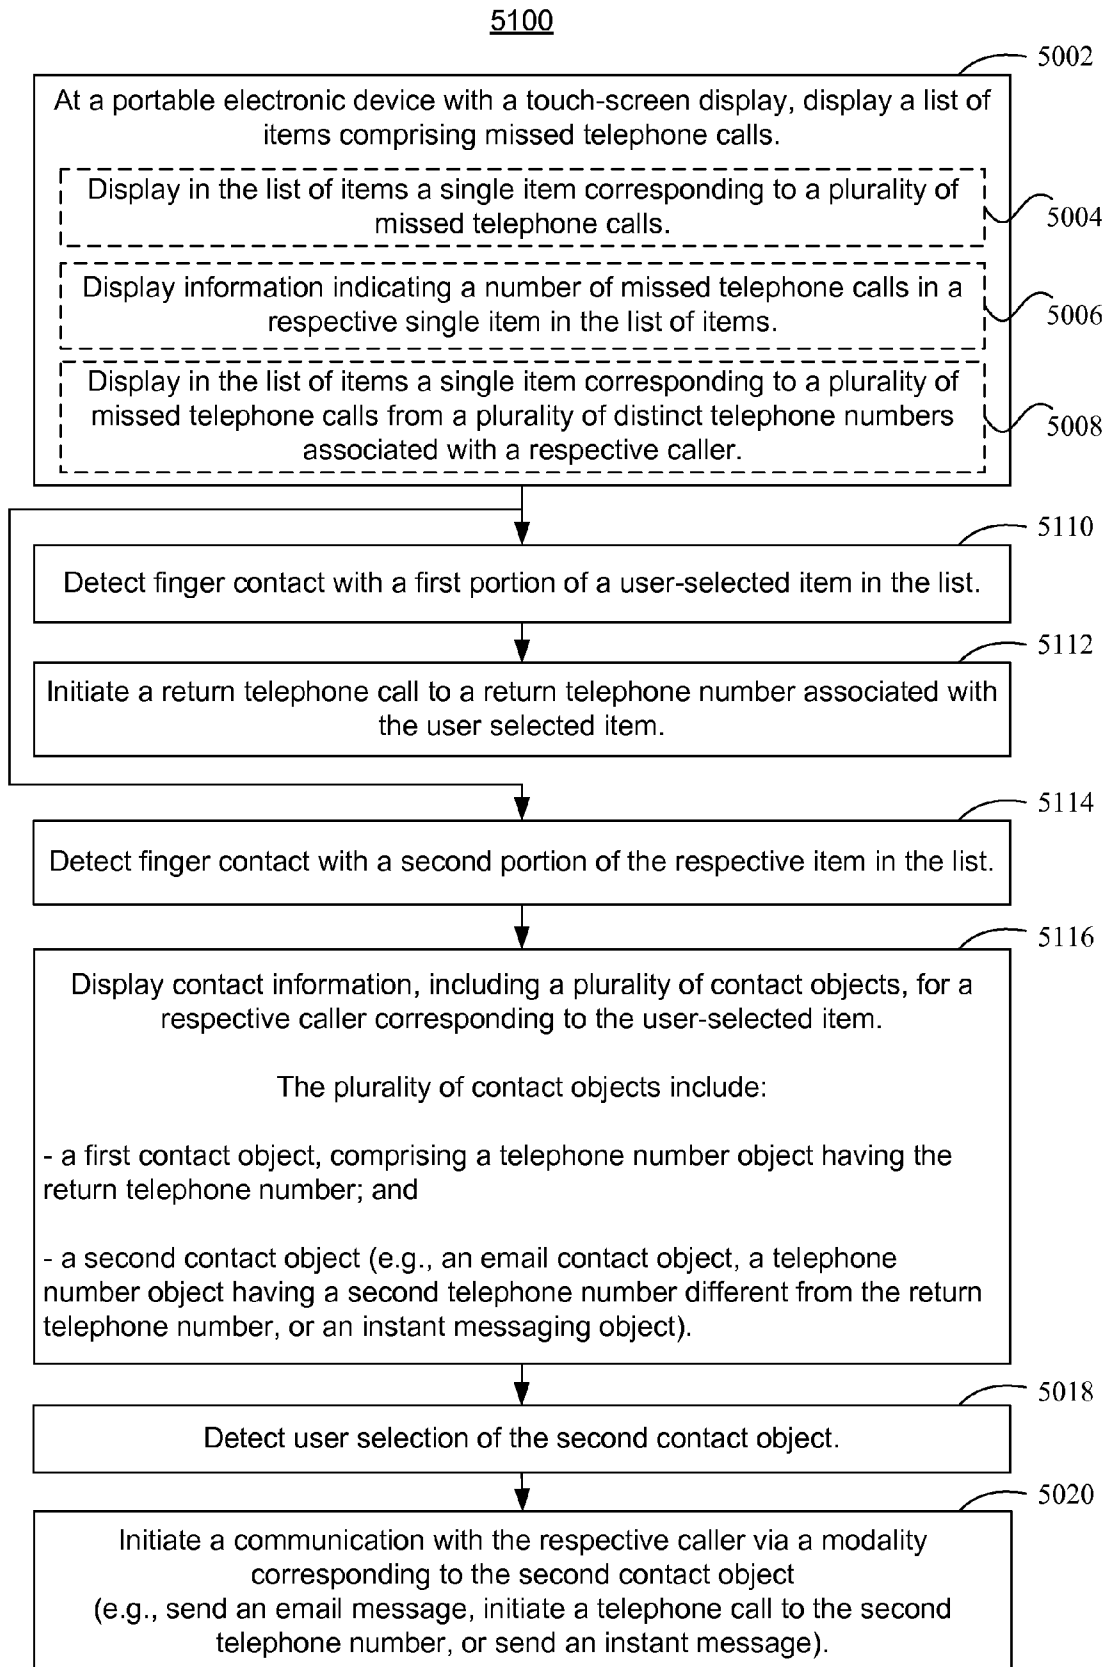 5100
5002
At a portable electronic device with a touch-screen display, display a list of
items comprising missed telephone calls.
Display in the list of items a single item corresponding to a plurality of
missed telephone calls.
5004
Display information indicating a number of missed telephone calls in a
respective single item in the list of items.
5006
Display in the list of items a single item corresponding to a plurality of
missed telephone calls from a plurality of distinct telephone numbers
associated with a respective caller.
5008
5110
Detect finger contact with a first portion of a user-selected item in the list.
5112
Initiate a return telephone call to a return telephone number associated with
the user selected item.
5114
Detect finger contact with a second portion of the respective item in the list.
5116
Display contact information, including a plurality of contact objects, for a
respective caller corresponding to the user-selected item.
The plurality of contact objects include:
- a first contact object, comprising a telephone number object having the
return telephone number; and
- a second contact object (e.g., an email contact object, a telephone
number object having a second telephone number different from the return
telephone number, or an instant messaging object).
5018
Detect user selection of the second contact object.
5020
Initiate a communication with the respective caller via a modality
corresponding to the second contact object
(e.g., send an email message, initiate a telephone call to the second
telephone number, or send an instant message).